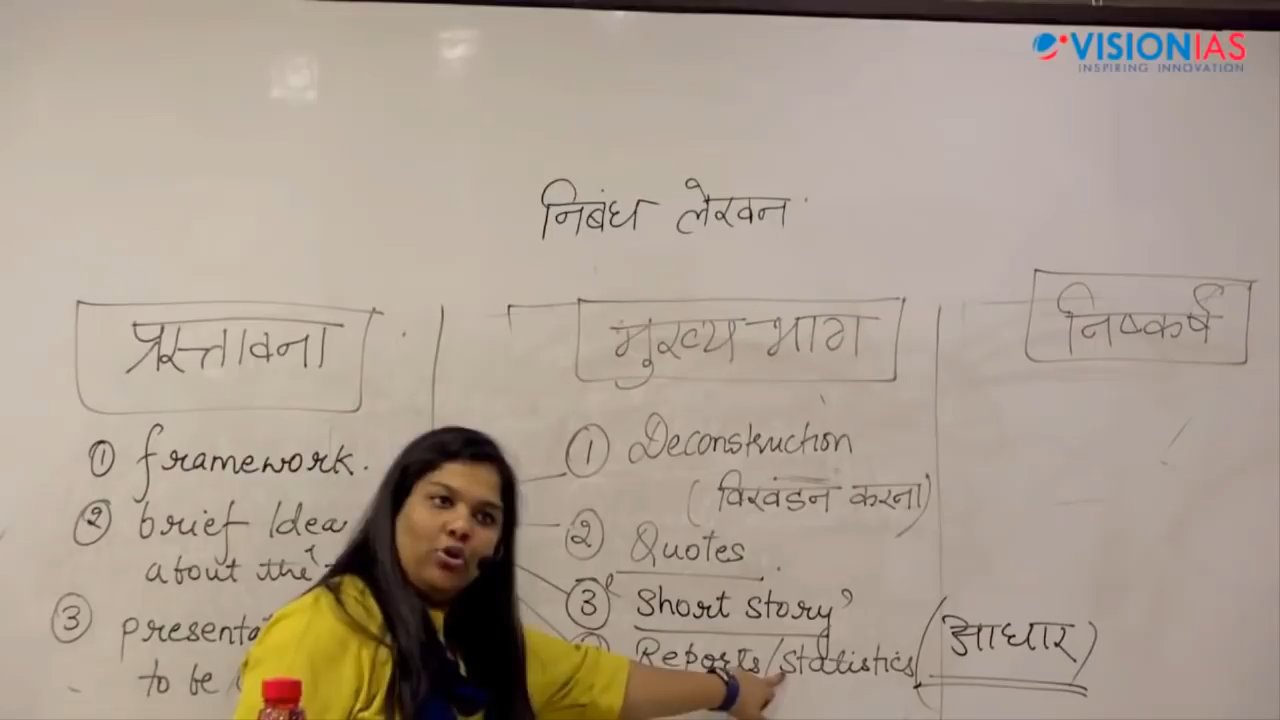 VISIONIAS
INSPIRING INNOVATION
निबंध लेखन
प्रस्तावना
① framework.
② brief Idea
about the
③
to be
मुख्य भाग
① Deconstruction
(विखंडन करना)
② Quotes
③ "Short story"
Reports/Statistics (आधार)
निष्कर्ष